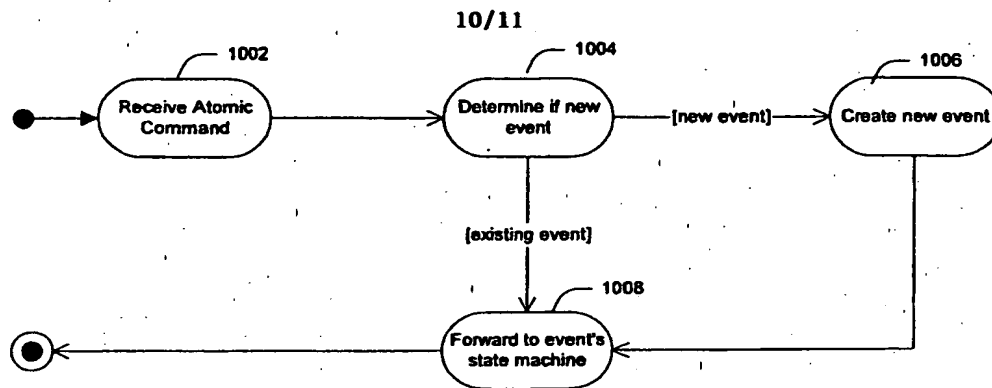 10/11
1002
1004
1006
Receive Atomic
Command
Determine if new
event
[new event]
Create new event
[existing event]
1008
Forward to event's
state machine